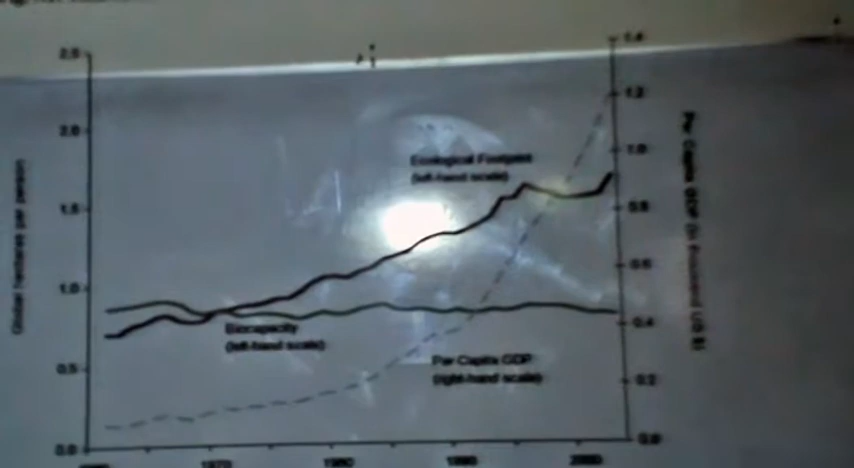 2.5
1.4
2.0
1.2
1.5
1.0
1.0
0.8
0.5
0.6
0.0
0.4
0.2
0.0
Global hectares per person
Ecological Footprint
(left-hand scale)
Biocapacity
(left-hand scale)
Per Capita GDP
(right-hand scale)
Per Capita GDP (in thousand US $)
1970
1980
1990
2000